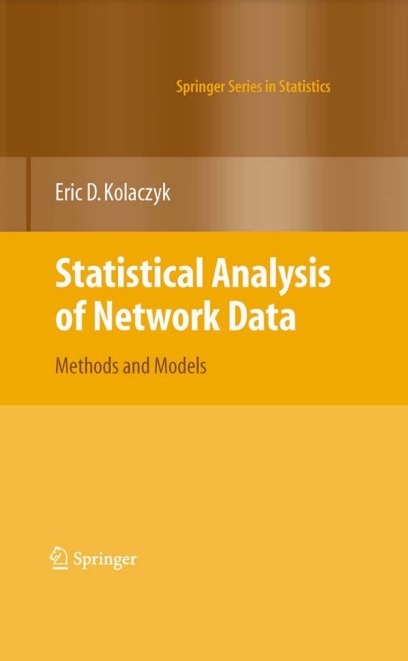 Springer Series in Statistics
Eric D. Kolaczyk
Statistical Analysis
of Network Data
Methods and Models
Springer